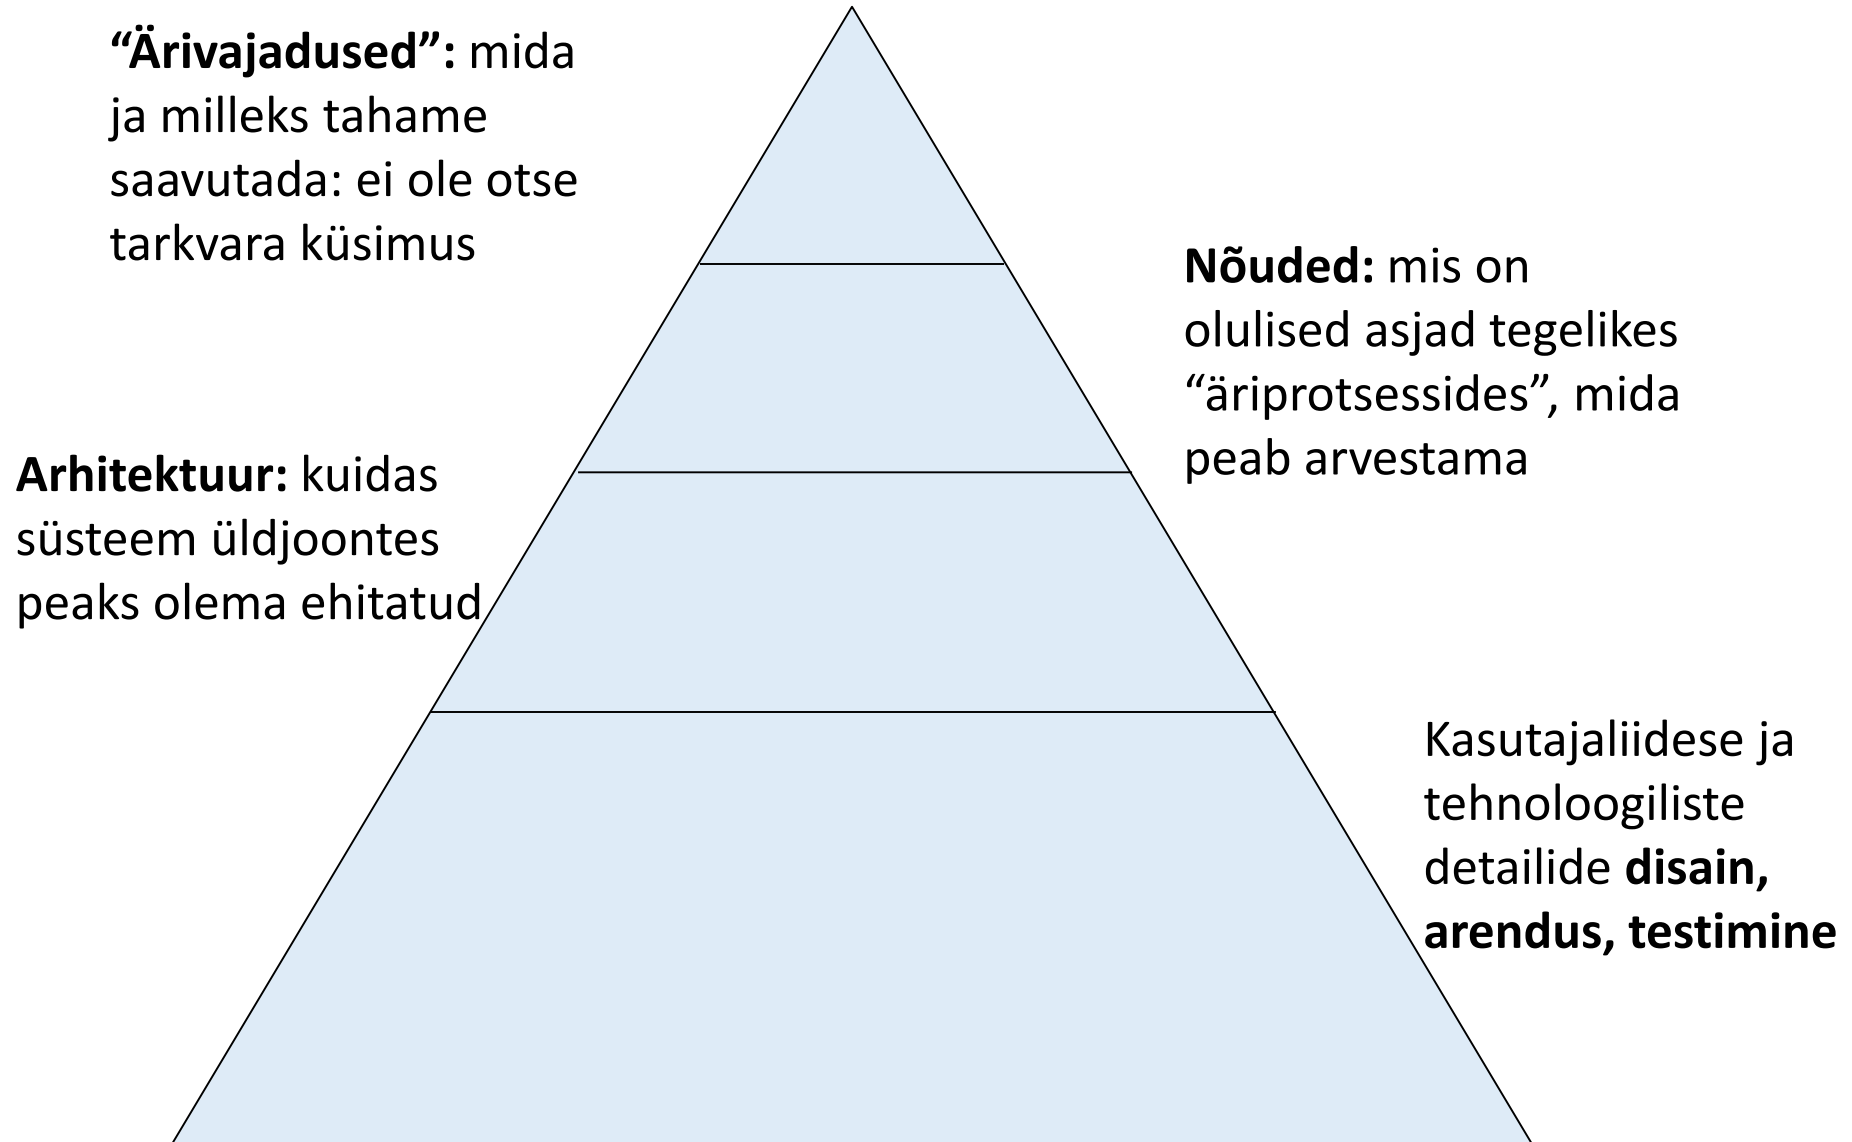 “Ärivajadused”: mida
ja milleks tahame
saavutada: ei ole otse
tarkvara küsimus
Nõuded: mis on
olulised asjad tegelikes
“äriprotsessides”, mida
peab arvestama
Arhitektuur: kuidas
süsteem üldjoontes
peaks olema ehitatud
Kasutajaliidese ja
tehnoloogiliste
detailide disain,
arendus, testimine